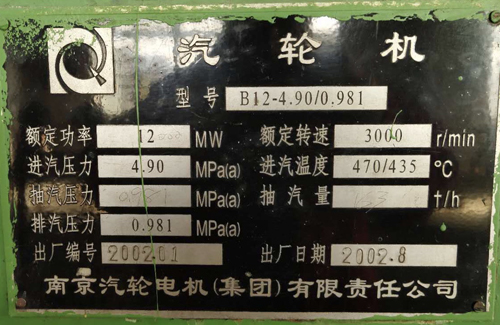 汽轮机
型号 B12-4.90/0.981
额定功率 12 MW 额定转速 3000 r/min
进汽压力 4.90 MPa(a) 进汽温度 470/435 ℃
抽汽压力 MPa(a) 抽汽量 t/h
排汽压力 0.981 MPa(a)
出厂编号 200201 出厂日期 2002.8
南京汽轮电机(集团)有限责任公司